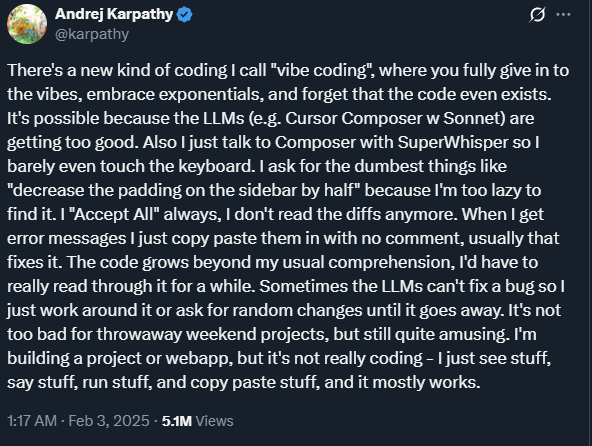 Andrej Karpathy
@karpathy
There's a new kind of coding I call "vibe coding", where you fully give in to
the vibes, embrace exponentials, and forget that the code even exists.
It's possible because the LLMs (e.g. Cursor Composer w Sonnet) are
getting too good. Also I just talk to Composer with SuperWhisper so I
barely even touch the keyboard. I ask for the dumbest things like
"decrease the padding on the sidebar by half" because I'm too lazy to
find it. I "Accept All" always, I don't read the diffs anymore. When I get
error messages I just copy paste them in with no comment, usually that
fixes it. The code grows beyond my usual comprehension, I'd have to
really read through it for a while. Sometimes the LLMs can't fix a bug so I
just work around it or ask for random changes until it goes away. It's not
too bad for throwaway weekend projects, but still quite amusing. I'm
building a project or webapp, but it's not really coding - I just see stuff,
say stuff, run stuff, and copy paste stuff, and it mostly works.
1:17 AM · Feb 3, 2025 · 5.1M Views